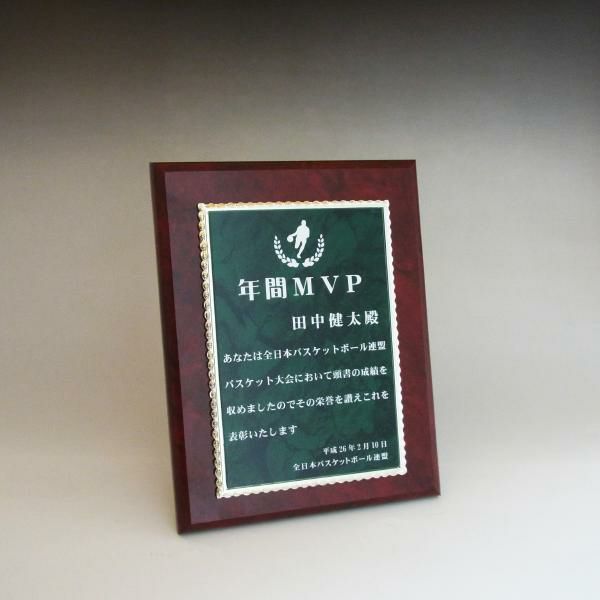 年間MVP
田中健太殿
あなたは全日本バスケットボール連盟
バスケット大会において頭書の成績を
収めましたのでその栄誉を讃えこれを
表彰いたします
平成26年2月10日
全日本バスケットボール連盟